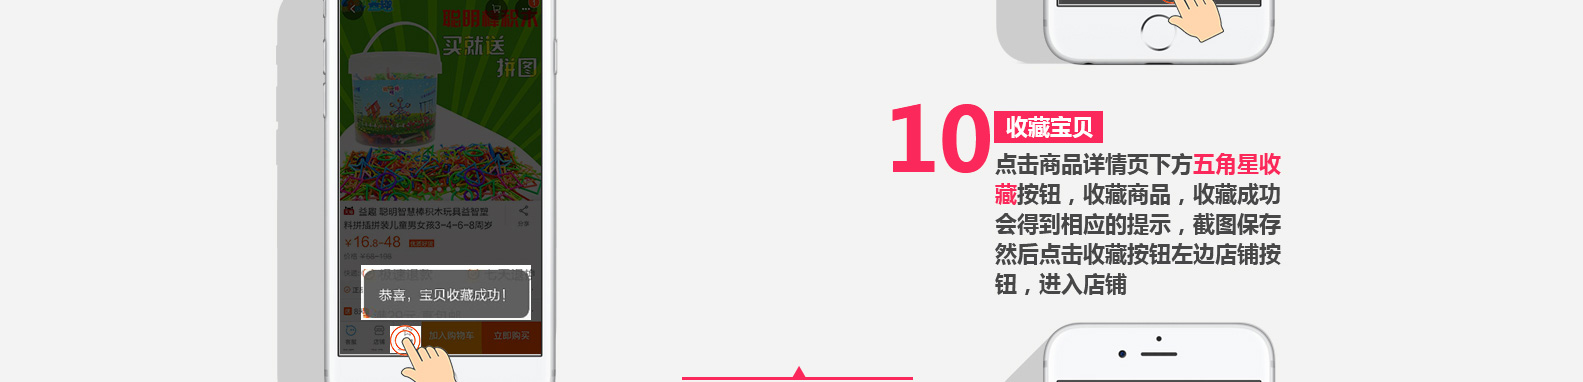 聪明棒积木
买就送
拼图
益趣 聪明智慧棒积木玩具益智塑
料拼插拼装儿童男女孩3-4-6-8周岁
分享
¥16.8-48
恭喜，宝贝收藏成功！
客服
店铺
加入购物车
立即购买
10
收藏宝贝
点击商品详情页下方五角星收
藏按钮，收藏商品，收藏成功
会得到相应的提示，截图保存
然后点击收藏按钮左边店铺按
钮，进入店铺